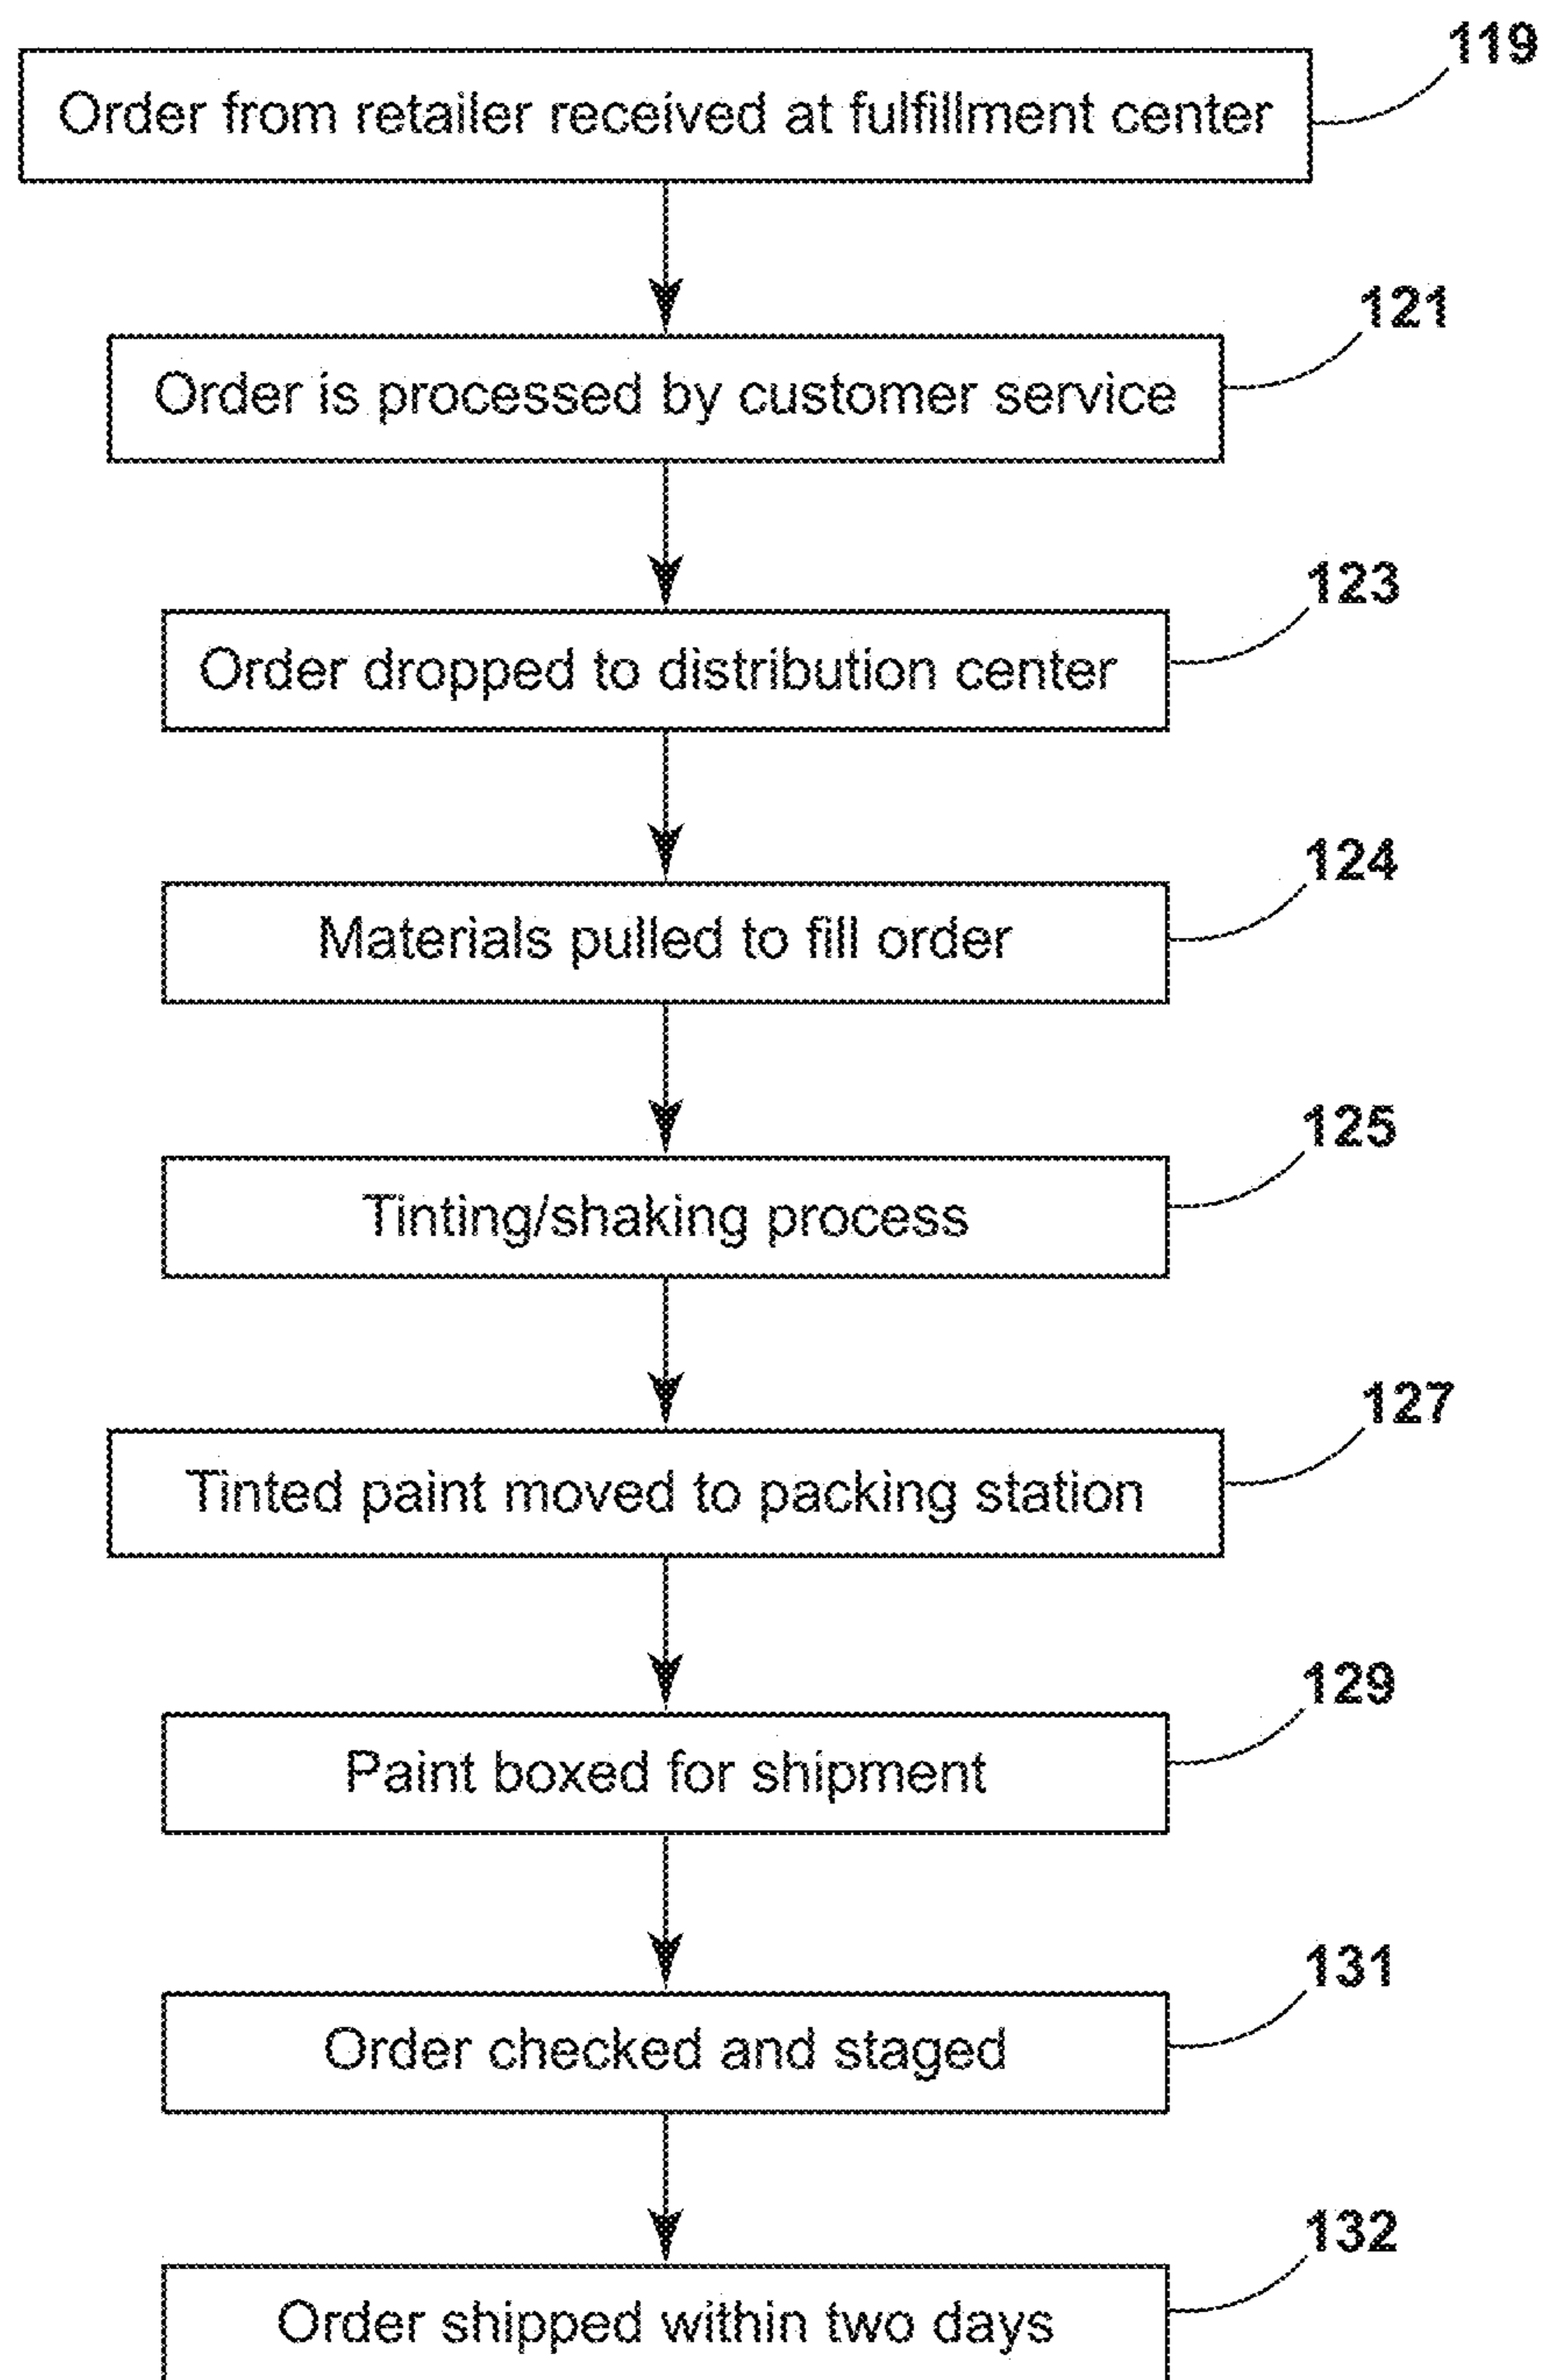 119
Order from retailer received at fulfillment center
121
Order is processed by customer service
123
Order dropped to distribution center
124
Materials pulled to fill order
125
Tinting/shaking process
127
Tinted paint moved to packing station
129
Paint boxed for shipment
131
Order checked and staged
132
Order shipped within two days